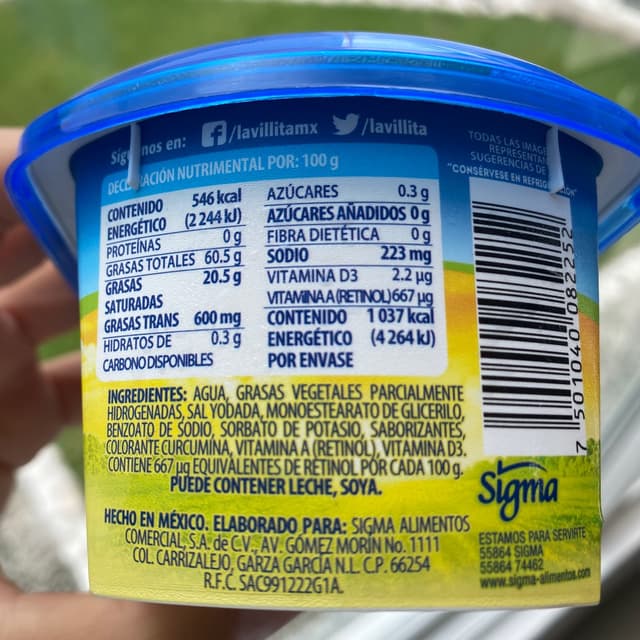 nos en: f/lavillitamx /lavillita
DECLARACIÓN NUTRIMENTAL POR: 100 g
CONTENIDO ENERGÉTICO 546 kcal (2 244 kJ)
PROTEÍNAS 0 g
GRASAS TOTALES 60.5 g
GRASAS SATURADAS 20.5 g
GRASAS TRANS 600 mg
HIDRATOS DE CARBONO DISPONIBLES 0.3 g
AZÚCARES 0.3 g
AZÚCARES AÑADIDOS 0 g
FIBRA DIETÉTICA 0 g
SODIO 223 mg
VITAMINA D3 2.2 µg
VITAMINA A (RETINOL) 667 µg
CONTENIDO ENERGÉTICO POR ENVASE 1 037 kcal (4 264 kJ)
INGREDIENTES: AGUA, GRASAS VEGETALES PARCIALMENTE
HIDROGENADAS, SAL YODADA, MONOESTEARATO DE GLICERILO,
BENZOATO DE SODIO, SORBATO DE POTASIO, SABORIZANTES,
COLORANTE CURCUMINA, VITAMINA A (RETINOL), VITAMINA D3.
CONTIENE 667 µg EQUIVALENTES DE RETINOL POR CADA 100 g.
PUEDE CONTENER LECHE, SOYA.
HECHO EN MÉXICO. ELABORADO PARA: SIGMA ALIMENTOS
COMERCIAL, S.A. de C.V., AV. GÓMEZ MORÍN No. 1111
COL. CARRIZALEJO, GARZA GARCÍA N.L. C.P. 66254
R.F.C. SAC991222G1A.
TODAS LAS
SUGERENCIAS DE
"CONSÉRVESE EN
7 501040 082252
Sigma
ESTAMOS PARA SERVIRTE
55864 SIGMA
55864 74462
www.sigma-alimentos.com